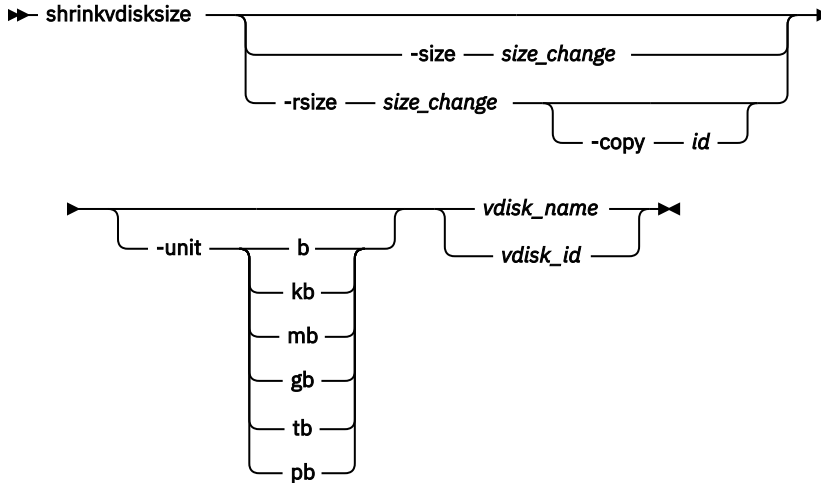 shrinkvdisksize
-size size_change
-rsize size_change
-copy id
vdisk_name
-unit b
vdisk_id
kb
mb
gb
tb
pb